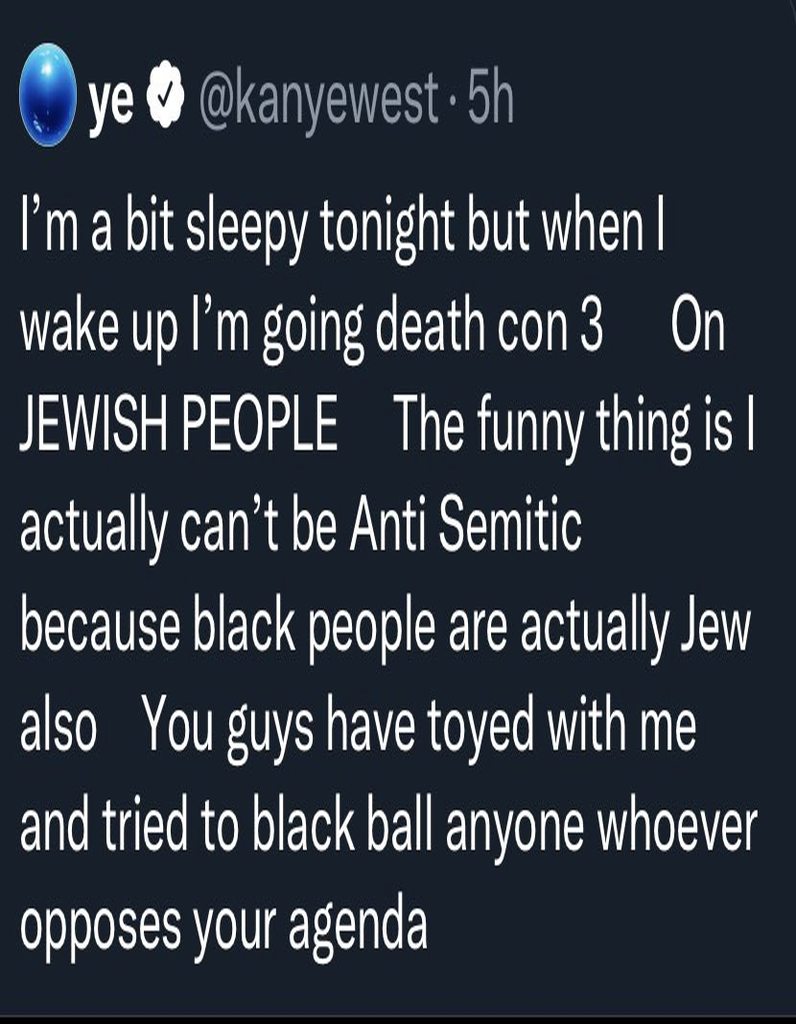 ye @kanyewest · 5h
I’m a bit sleepy tonight but when I
wake up I’m going death con 3 On
JEWISH PEOPLE The funny thing is I
actually can’t be Anti Semitic
because black people are actually Jew
also You guys have toyed with me
and tried to black ball anyone whoever
opposes your agenda